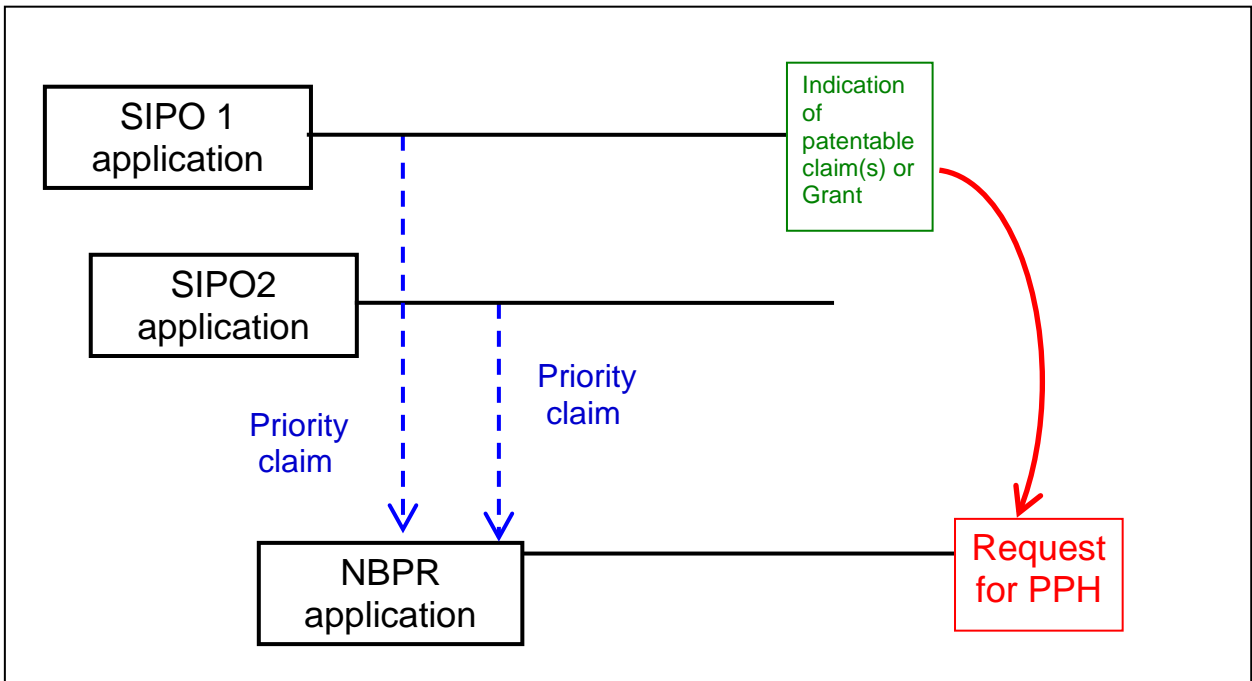 SIPO 1
application
Indication
of
patentable
claim(s) or
Grant
SIPO2
application
Priority
claim
Priority
claim
NBPR
application
Request
for PPH